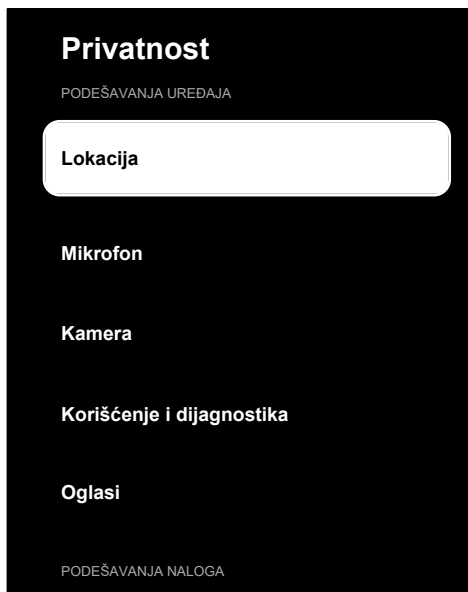 Privatnost
PODEŠAVANJA UREĐAJA
Lokacija
Mikrofon
Kamera
Korišćenje i dijagnostika
Oglasi
PODEŠAVANJA NALOGA